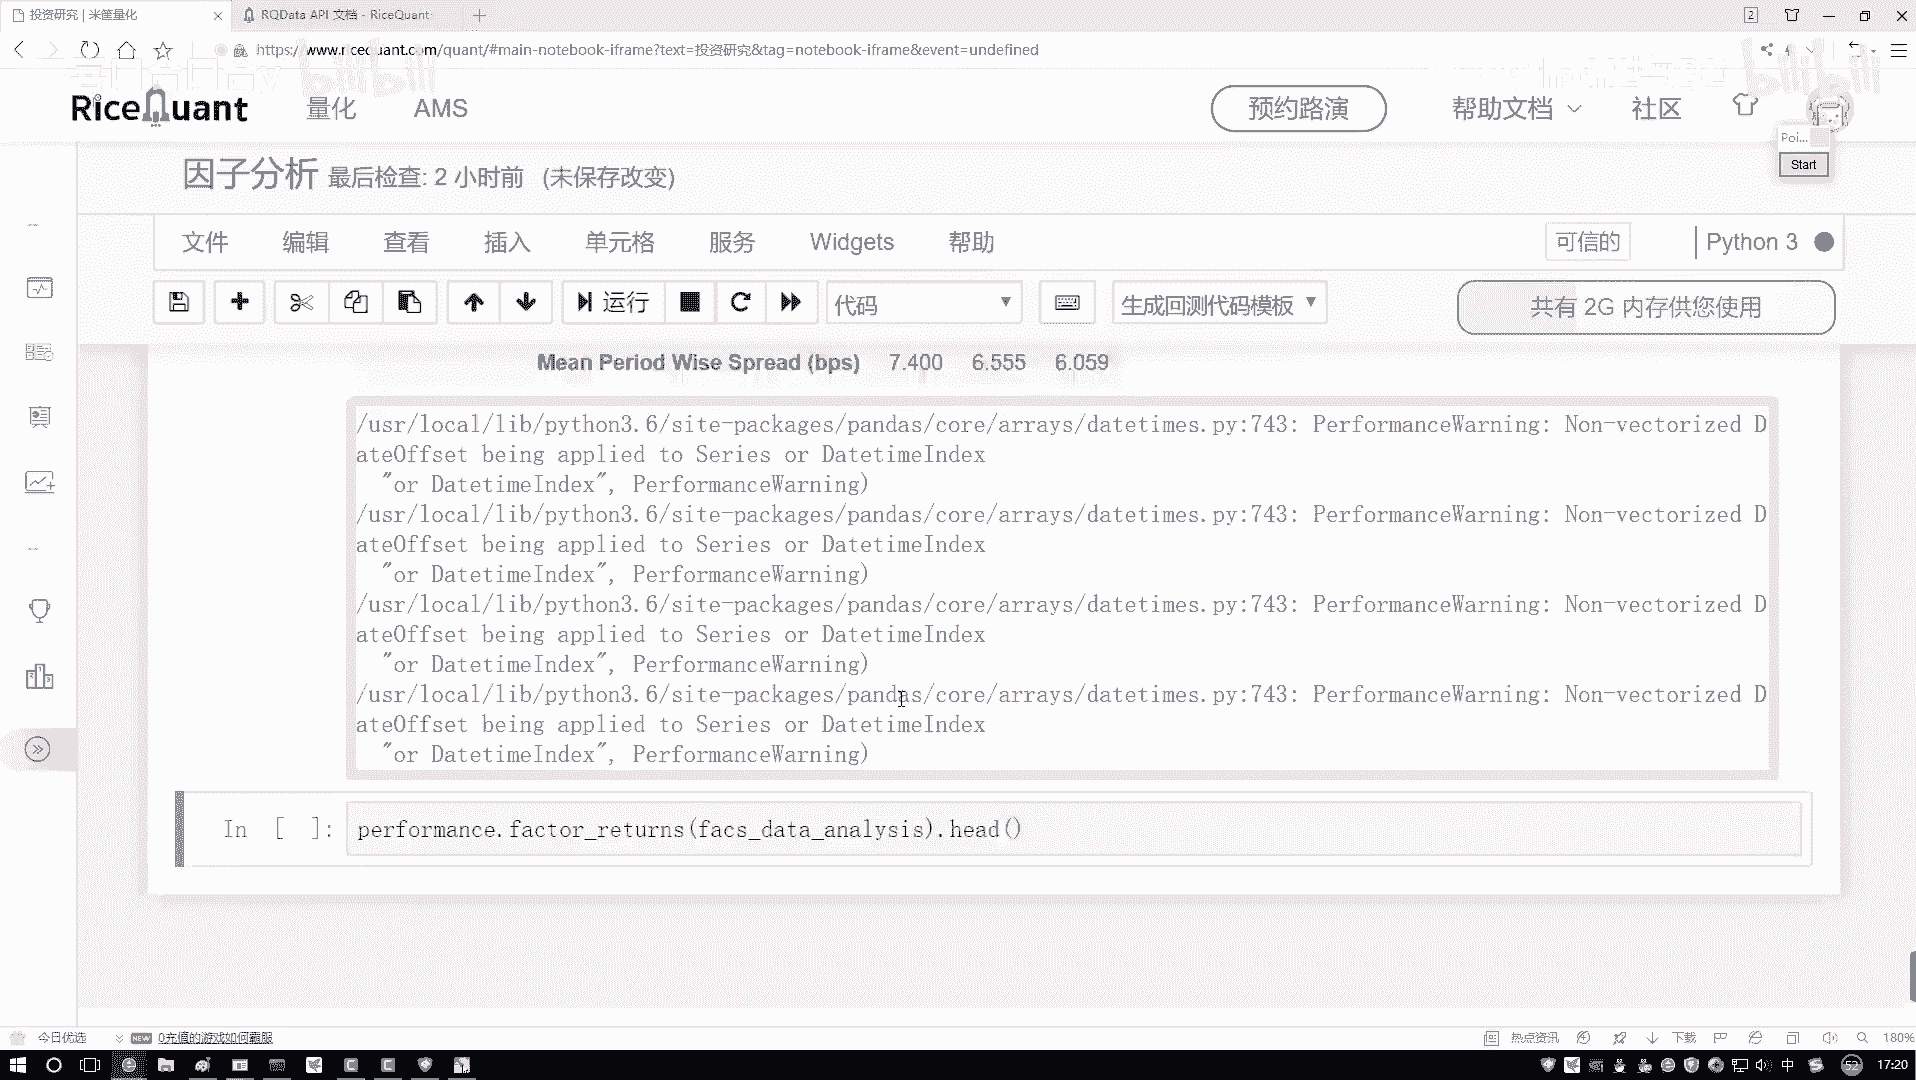 投资研究 | 米筐量化
RQData API 文档 - RiceQuant
2
https://www.ricequant.com/quant/#main-notebook-iframe?text=投资研究&tag=notebook-iframe&event=undefined
bilibili
bilibili
RiceQuant
量化
AMS
预约路演
帮助文档
社区
Poi...
Start
因子分析 最后检查: 2 小时前 (未保存改变)
文件 编辑 查看 插入 单元格 服务 Widgets 帮助
可信的
Python 3
运行
代码
生成回测代码模板
共有 2G 内存供您使用
Mean Period Wise Spread (bps) 7.400 6.555 6.059
/usr/local/lib/python3.6/site-packages/pandas/core/arrays/datetimes.py:743: PerformanceWarning: Non-vectorized D
ateOffset being applied to Series or DatetimeIndex
"or DatetimeIndex", PerformanceWarning)
/usr/local/lib/python3.6/site-packages/pandas/core/arrays/datetimes.py:743: PerformanceWarning: Non-vectorized D
ateOffset being applied to Series or DatetimeIndex
"or DatetimeIndex", PerformanceWarning)
/usr/local/lib/python3.6/site-packages/pandas/core/arrays/datetimes.py:743: PerformanceWarning: Non-vectorized D
ateOffset being applied to Series or DatetimeIndex
"or DatetimeIndex", PerformanceWarning)
/usr/local/lib/python3.6/site-packages/pandas/core/arrays/datetimes.py:743: PerformanceWarning: Non-vectorized D
ateOffset being applied to Series or DatetimeIndex
"or DatetimeIndex", PerformanceWarning)
In [ ]: performance.factor_returns(facs_data_analysis).head()
今日优选
NEW
0充值的游戏如何霸服
热点资讯
下载
180%
中
52
17:20